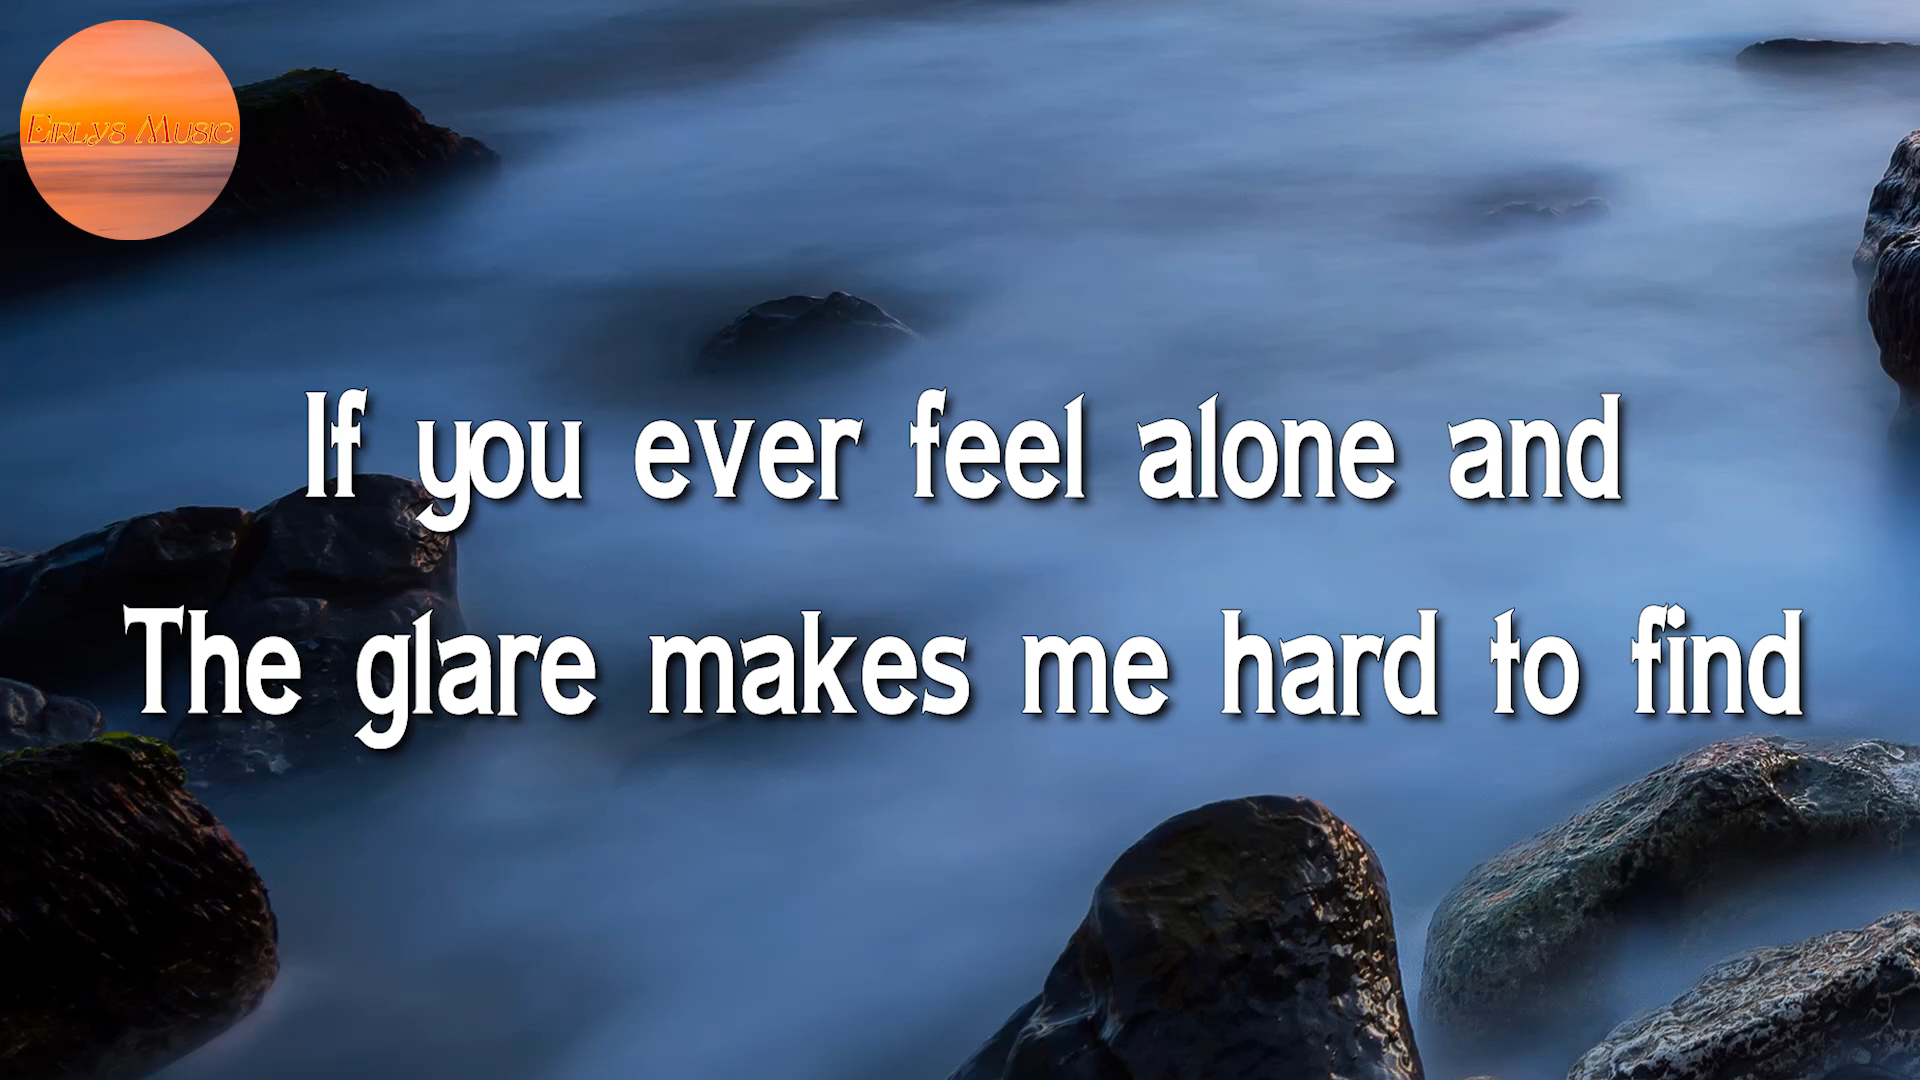 Eirlys Music
If you ever feel alone and
The glare makes me hard to find